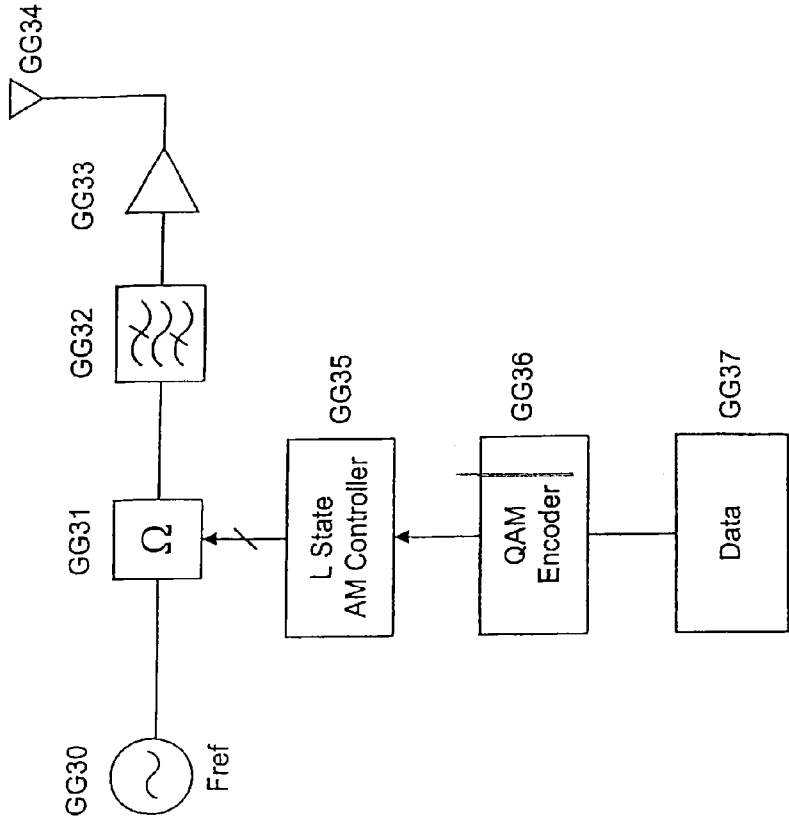 GG30
Fref
GG31
Ω
GG32
GG33
GG34
L State
AM Controller
GG35
QAM
Encoder
GG36
Data
GG37